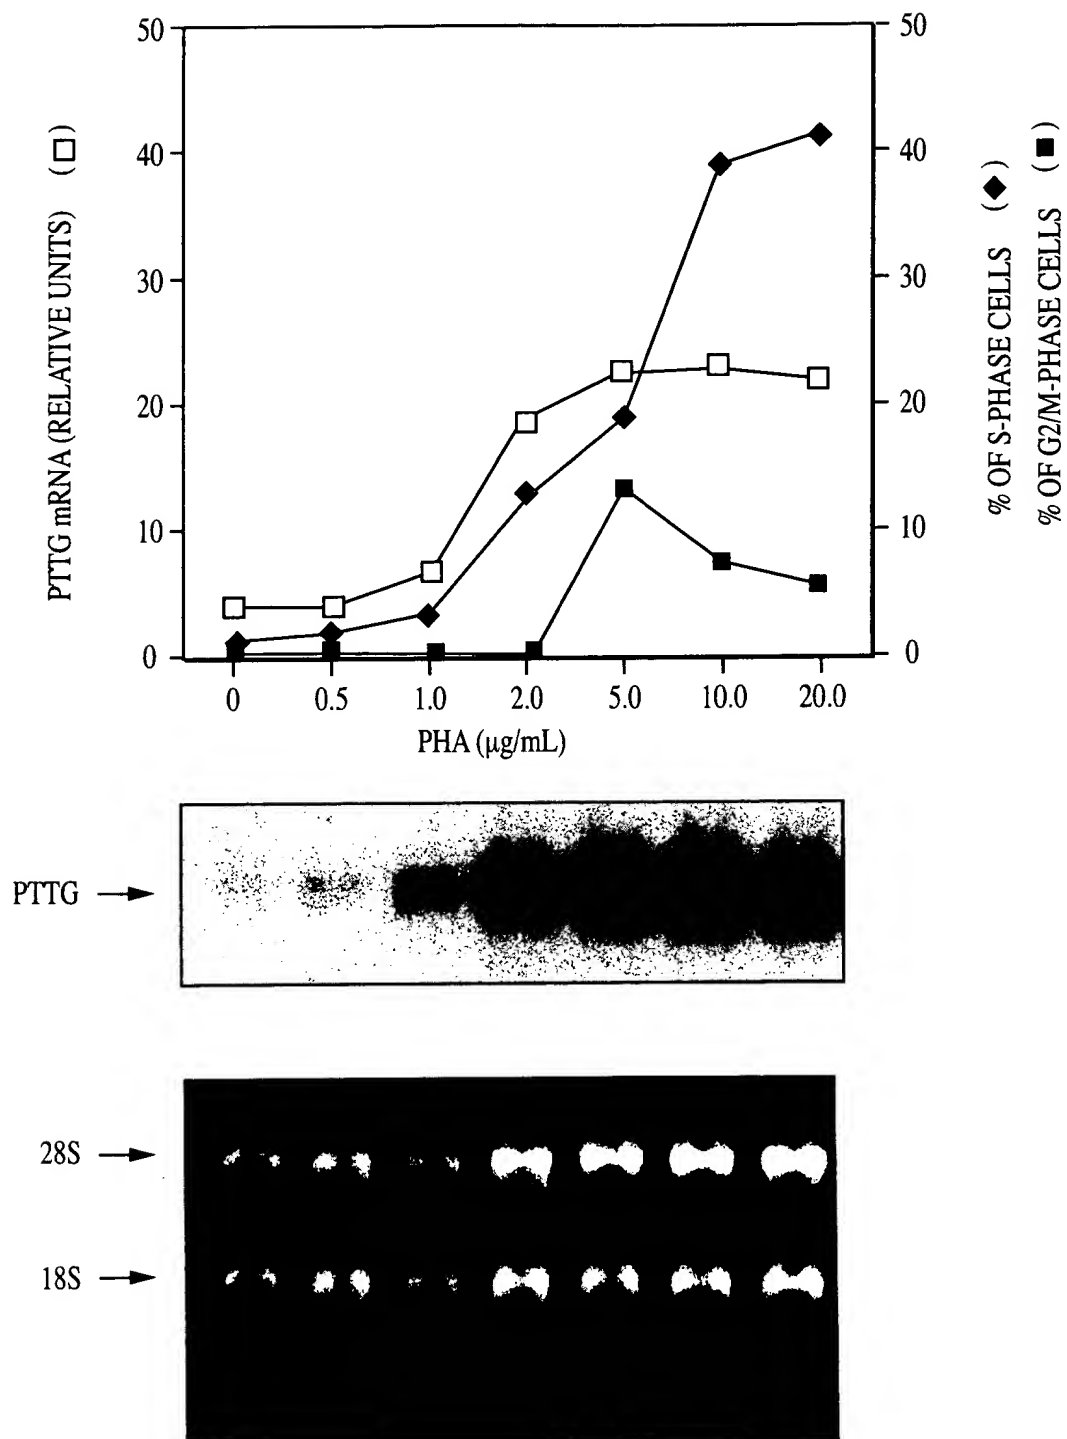 50
40
30
20
10
0
PTTG mRNA (RELATIVE UNITS) (□)
50
40
30
20
10
0
% OF S-PHASE CELLS (◆)
% OF G2/M-PHASE CELLS (■)
0 0.5 1.0 2.0 5.0 10.0 20.0
PHA (μg/mL)
PTTG
28S
18S